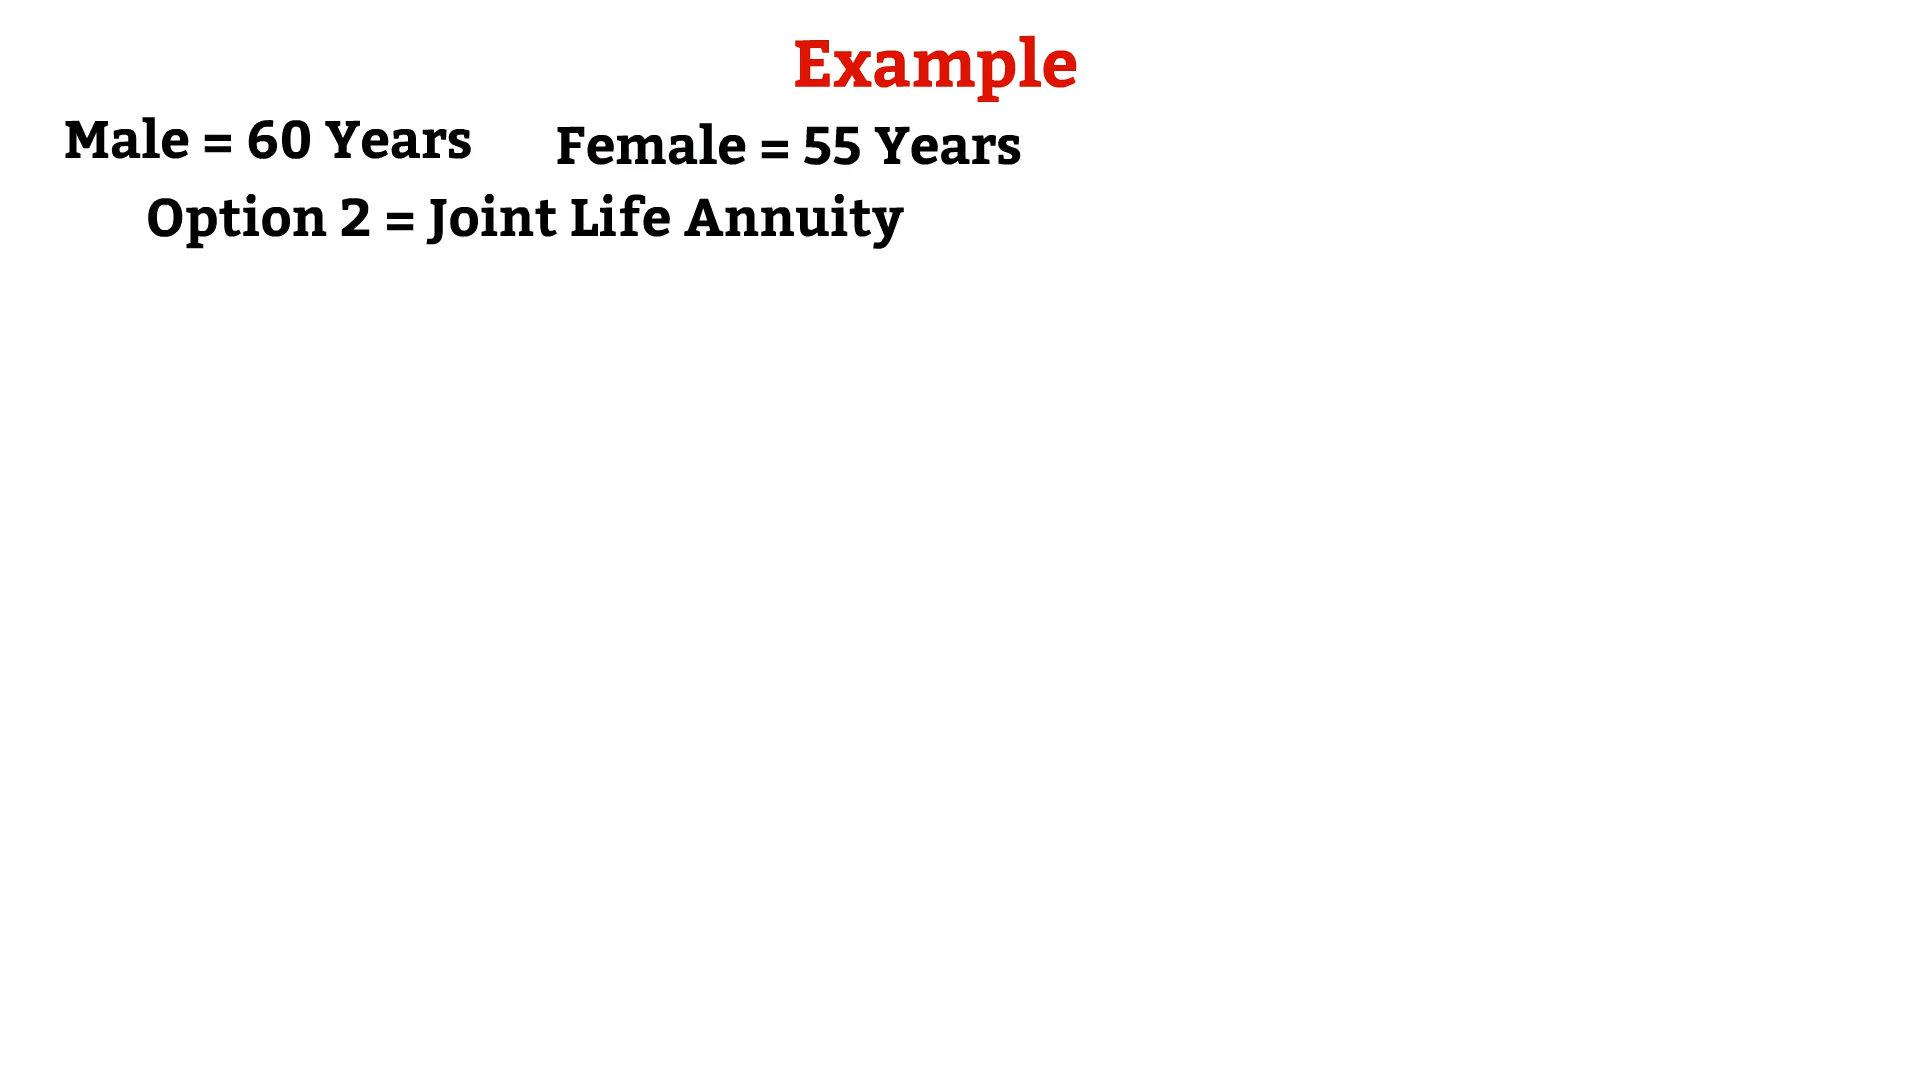 Example
Male = 60 Years Female = 55 Years
Option 2 = Joint Life Annuity